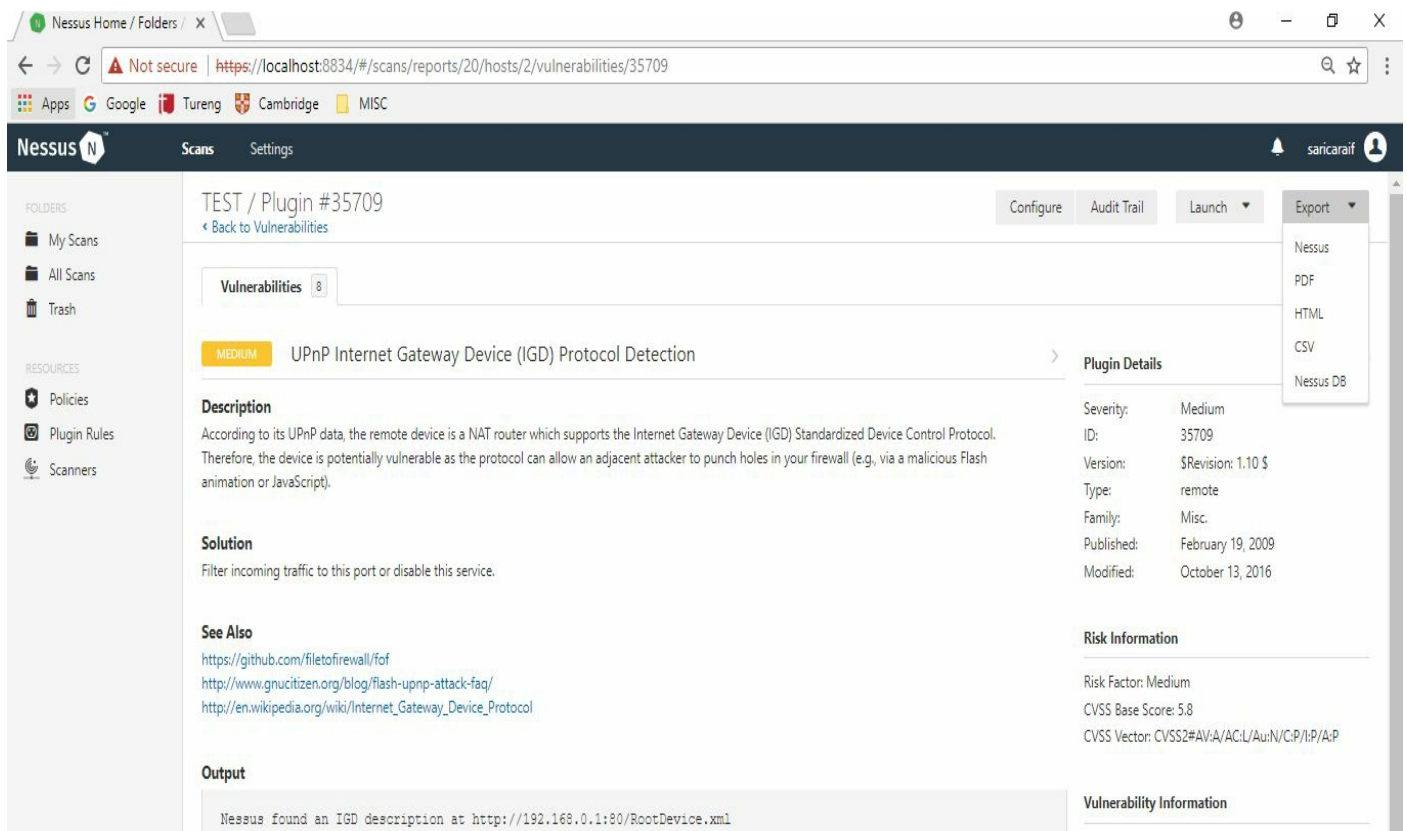 Nessus Home / Folders /
Not secure | https://localhost:8834/#/scans/reports/20/hosts/2/vulnerabilities/35709
Apps Google Tureng Cambridge MISC
Nessus N Scans Settings saricaraif
FOLDERS
My Scans
All Scans
Trash
RESOURCES
Policies
Plugin Rules
Scanners
TEST / Plugin #35709
Back to Vulnerabilities
Configure Audit Trail Launch Export
Nessus
PDF
HTML
CSV
Nessus DB
Vulnerabilities 8
MEDIUM UPnP Internet Gateway Device (IGD) Protocol Detection
Description
According to its UPnP data, the remote device is a NAT router which supports the Internet Gateway Device (IGD) Standardized Device Control Protocol.
Therefore, the device is potentially vulnerable as the protocol can allow an adjacent attacker to punch holes in your firewall (e.g., via a malicious Flash
animation or JavaScript).
Solution
Filter incoming traffic to this port or disable this service.
See Also
https://github.com/filetofirewall/fof
http://www.gnucitizen.org/blog/flash-upnp-attack-faq/
http://en.wikipedia.org/wiki/Internet_Gateway_Device_Protocol
Output
Nessus found an IGD description at http://192.168.0.1:80/RootDevice.xml
Plugin Details
Severity: Medium
ID: 35709
Version: $Revision: 1.10 $
Type: remote
Family: Misc.
Published: February 19, 2009
Modified: October 13, 2016
Risk Information
Risk Factor: Medium
CVSS Base Score: 5.8
CVSS Vector: CVSS2#AV:A/AC:L/Au:N/C:P/I:P/A:P
Vulnerability Information